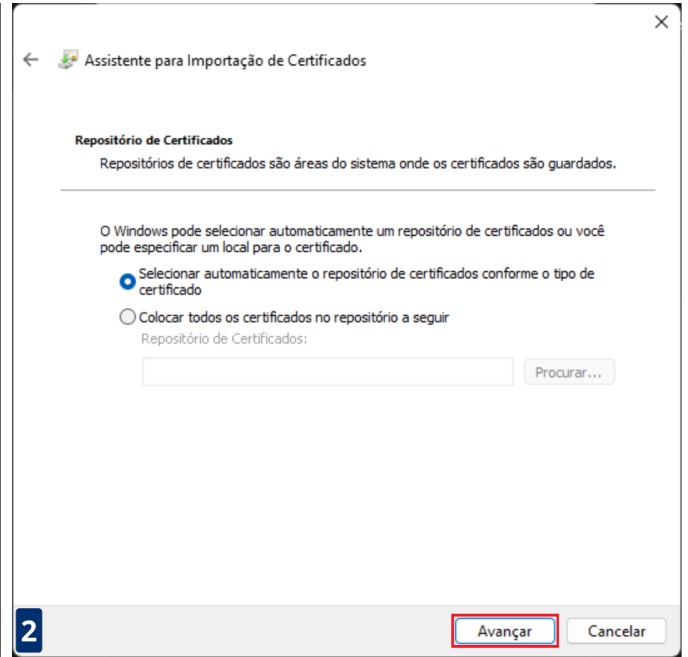 Assistente para Importação de Certificados
Repositório de Certificados
Repositórios de certificados são áreas do sistema onde os certificados são guardados.
O Windows pode selecionar automaticamente um repositório de certificados ou você
pode especificar um local para o certificado.
Selecionar automaticamente o repositório de certificados conforme o tipo de
certificado
Colocar todos os certificados no repositório a seguir
Repositório de Certificados:
Procurar...
2
Avançar
Cancelar